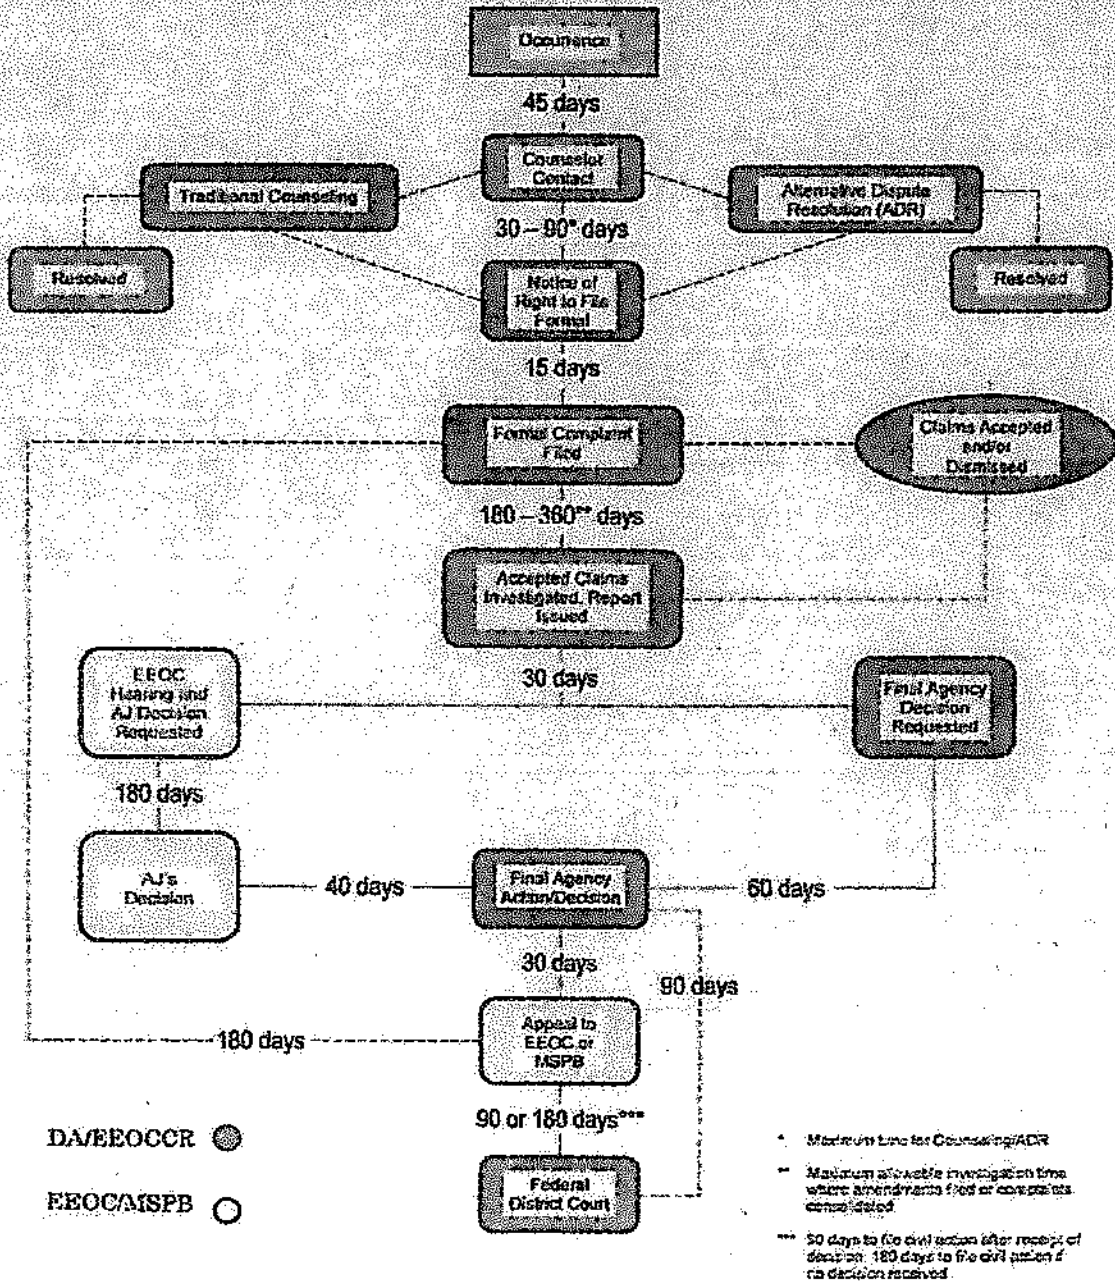 Occurrence
45 days
Counselor
Contact
Traditional Counseling
Alternative Dispute
Resolution (ADR)
30 – 90* days
Resolved
Notice of
Right to File
Formal
Resolved
15 days
Formal Complaint
Filed
Claims Accepted
and/or
Dismissed
180 – 360** days
Accepted Claims
Investigated, Report
Issued
30 days
EEOC
Hearing and
AJ Decision
Requested
Final Agency
Decision
Requested
180 days
AJ's
Decision
40 days
Final Agency
Action/Decision
60 days
30 days
90 days
180 days
Appeal to
EEOC or
MSPB
90 or 180 days***
Federal
District Court
DA/EEOCCR
EEOC/MSPB
* Maximum time for Counseling/ADR
** Maximum allowable investigation time
where amendments filed or complaints
consolidated
*** 90 days to file civil action after receipt of
decision. 180 days to file civil action if
no decision received